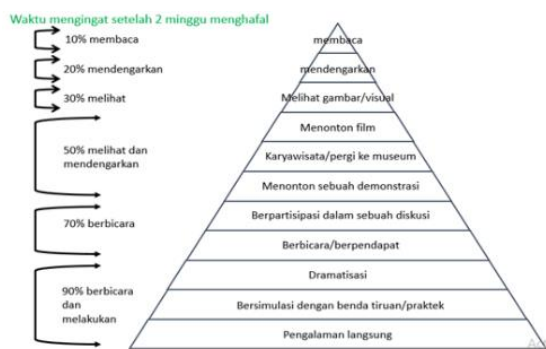 Waktu mengingat setelah 2 minggu menghafal
10% membaca
20% mendengarkan
30% melihat
50% melihat dan
mendengarkan
70% berbicara
90% berbicara
dan
melakukan
membaca
mendengarkan
Melihat gambar/visual
Menonton film
Karyawisata/pergi ke museum
Menonton sebuah demonstrasi
Berpartisipasi dalam sebuah diskusi
Berbicara/berpendapat
Dramatisasi
Bersimulasi dengan benda tiruan/praktek
Pengalaman langsung